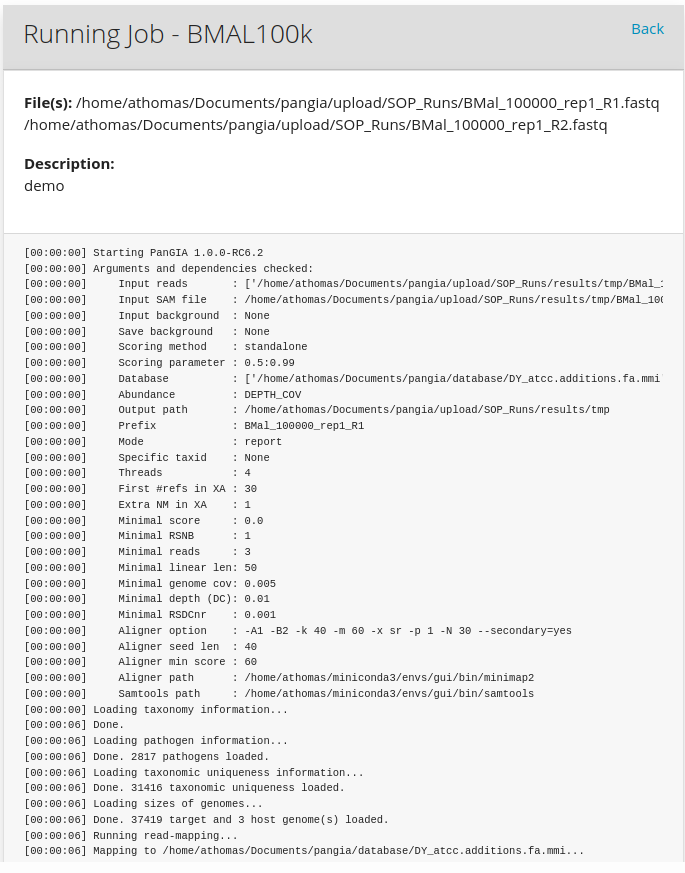 Running Job - BMAL100k
Back
File(s): /home/athomas/Documents/pangia/upload/SOP_Runs/BMal_100000_rep1_R1.fastq
/home/athomas/Documents/pangia/upload/SOP_Runs/BMal_100000_rep1_R2.fastq
Description:
demo
[00:00:00] Starting PanGIA 1.0.0-RC6.2
[00:00:00] Arguments and dependencies checked:
[00:00:00]     Input reads       : ['/home/athomas/Documents/pangia/upload/SOP_Runs/results/tmp/BMal_1
[00:00:00]     Input SAM file    : /home/athomas/Documents/pangia/upload/SOP_Runs/results/tmp/BMal_100
[00:00:00]     Input background  : None
[00:00:00]     Save background   : None
[00:00:00]     Scoring method    : standalone
[00:00:00]     Scoring parameter : 0.5:0.99
[00:00:00]     Database          : ['/home/athomas/Documents/pangia/database/DY_atcc.additions.fa.mmi
[00:00:00]     Abundance         : DEPTH_COV
[00:00:00]     Output path       : /home/athomas/Documents/pangia/upload/SOP_Runs/results/tmp
[00:00:00]     Prefix            : BMal_100000_rep1_R1
[00:00:00]     Mode              : report
[00:00:00]     Specific taxid    : None
[00:00:00]     Threads           : 4
[00:00:00]     First #refs in XA : 30
[00:00:00]     Extra NM in XA    : 1
[00:00:00]     Minimal score     : 0.0
[00:00:00]     Minimal RSNB      : 1
[00:00:00]     Minimal reads     : 3
[00:00:00]     Minimal linear len: 50
[00:00:00]     Minimal genome cov: 0.005
[00:00:00]     Minimal depth (DC): 0.01
[00:00:00]     Minimal RSDCnr    : 0.001
[00:00:00]     Aligner option    : -A1 -B2 -k 40 -m 60 -x sr -p 1 -N 30 --secondary=yes
[00:00:00]     Aligner seed len  : 40
[00:00:00]     Aligner min score : 60
[00:00:00]     Aligner path      : /home/athomas/miniconda3/envs/gui/bin/minimap2
[00:00:00]     Samtools path     : /home/athomas/miniconda3/envs/gui/bin/samtools
[00:00:00] Loading taxonomy information...
[00:00:06] Done.
[00:00:06] Loading pathogen information...
[00:00:06] Done. 2817 pathogens loaded.
[00:00:06] Loading taxonomic uniqueness information...
[00:00:06] Done. 31416 taxonomic uniqueness loaded.
[00:00:06] Loading sizes of genomes...
[00:00:06] Done. 37419 target and 3 host genome(s) loaded.
[00:00:06] Running read-mapping...
[00:00:06] Mapping to /home/athomas/Documents/pangia/database/DY_atcc.additions.fa.mmi...